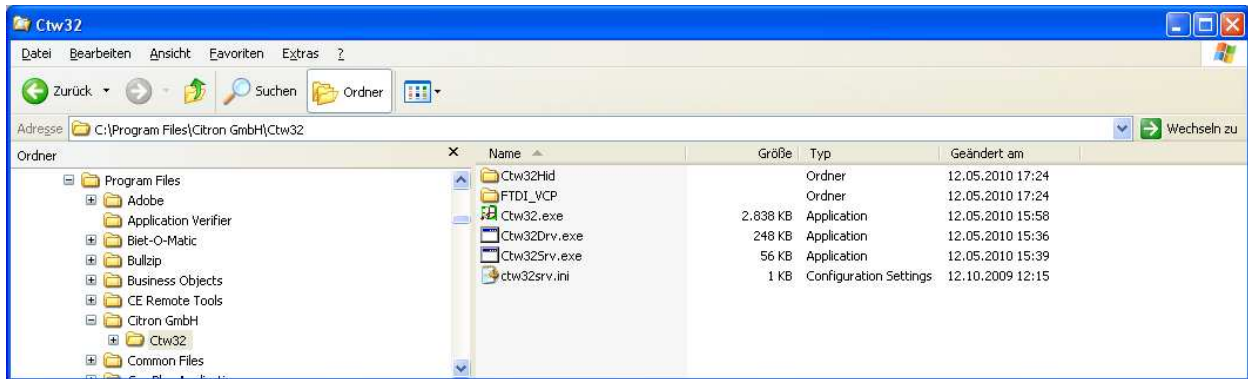 Ctw32
Datei Bearbeiten Ansicht Favoriten Extras ?
Zurück Suchen Ordner
Adresse C:\Program Files\Citron GmbH\Ctw32 Wechseln zu
Ordner x Name Größe Typ Geändert am
Program Files
Adobe
Application Verifier
Biet-O-Matic
Bullzip
Business Objects
CE Remote Tools
Citron GmbH
Ctw32
Common Files
Ctw32Hid Ordner 12.05.2010 17:24
FTDI_VCP Ordner 12.05.2010 17:24
Ctw32.exe 2.838 KB Application 12.05.2010 15:58
Ctw32Drv.exe 248 KB Application 12.05.2010 15:36
Ctw32Srv.exe 56 KB Application 12.05.2010 15:39
ctw32srv.ini 1 KB Configuration Settings 12.10.2009 12:15